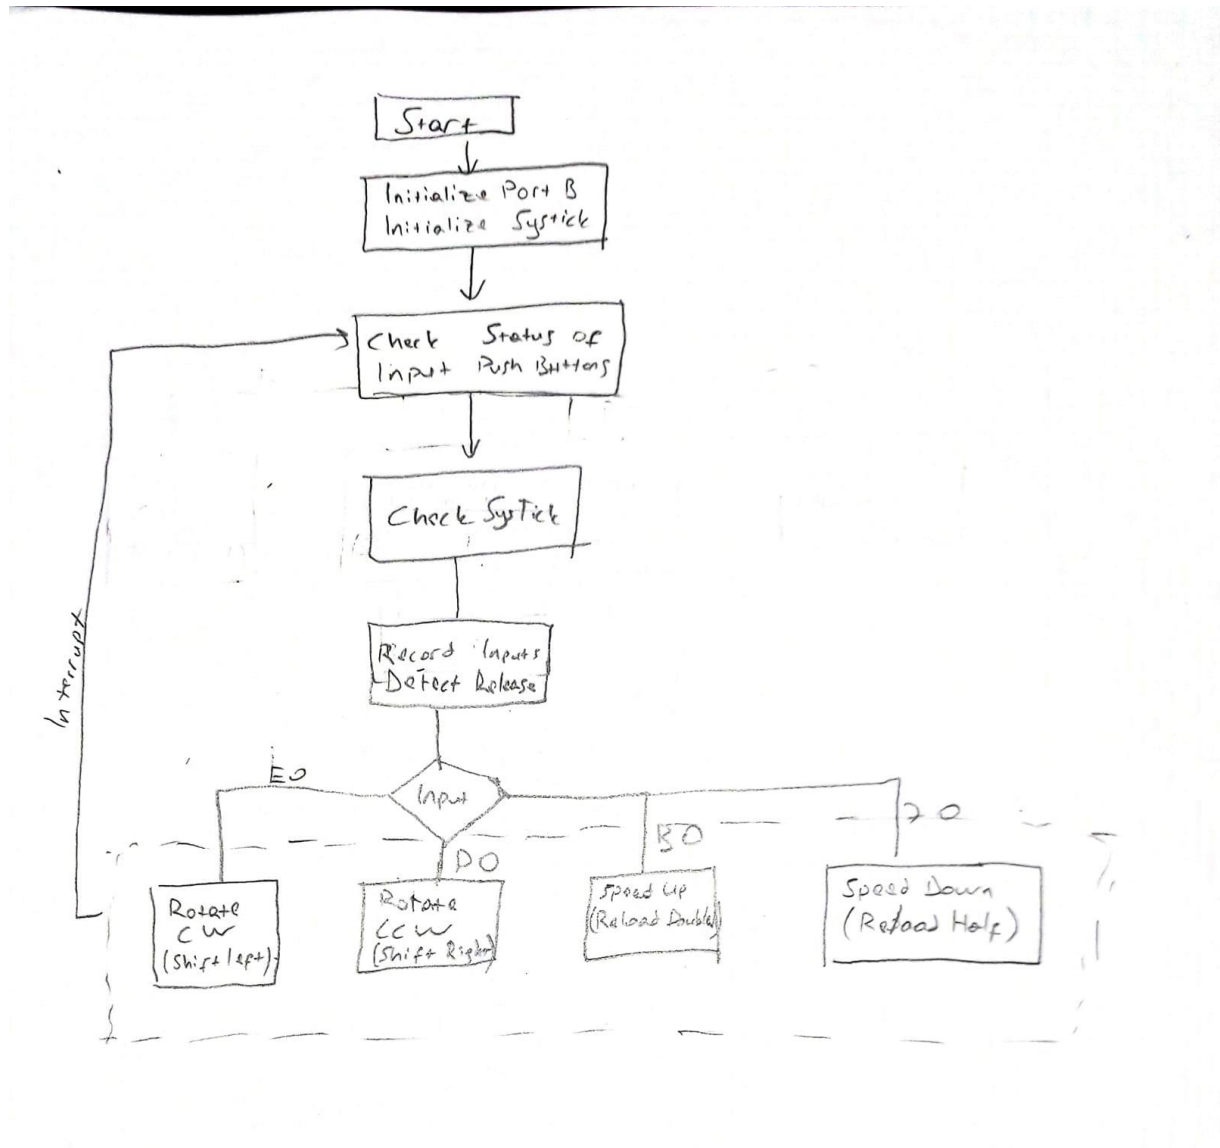 Start
Initialize Port B
Initialize Systick
Check Status of
Input Push Buttons
Check SysTick
Record Inputs
Detect Release
Interrupt
Input
E0
D0
B0
70
Rotate
CW
(Shift left)
Rotate
CCW
(Shift Right)
Speed Up
(Reload Double)
Speed Down
(Reload Half)